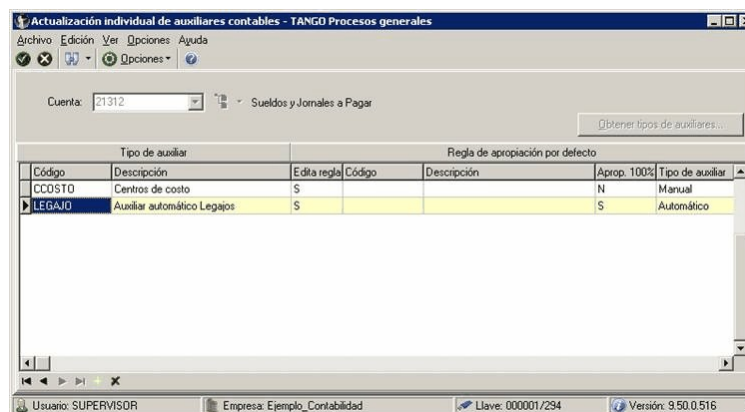 Actualización individual de auxiliares contables - TANGO Procesos generales
Archivo Edición Ver Opciones Ayuda
Opciones
Cuenta: 21312 Sueldos y Jornales a Pagar
Obtener tipos de auxiliares...
Tipo de auxiliar Regla de apropiación por defecto
Código Descripción Edita regla Código Descripción Aprop. 100% Tipo de auxiliar
CCOSTO Centros de costo S N Manual
LEGAJO Auxiliar automático Legajos S S Automático
Usuario: SUPERVISOR Empresa: Ejemplo_Contabilidad Llave: 000001/294 Versión: 9.50.0.516